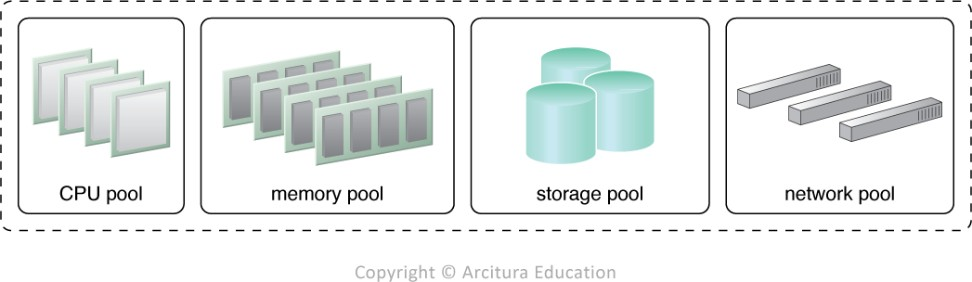 CPU pool
memory pool
storage pool
network pool
Copyright © Arcitura Education